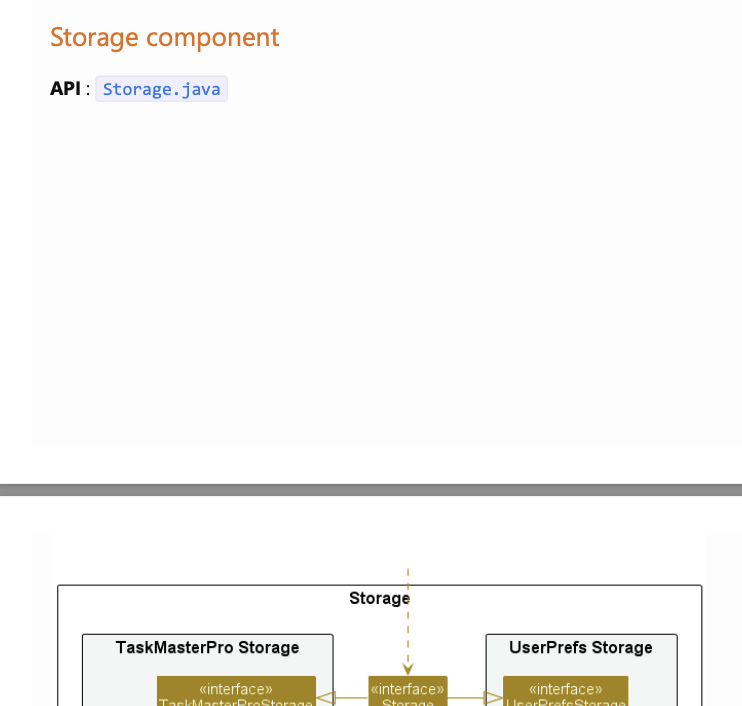 Storage component
API : Storage.java
Storage
TaskMasterPro Storage
UserPrefs Storage
«interface»
TaskMasterProStorage
«interface»
Storage
«interface»
UserPrefsStorage